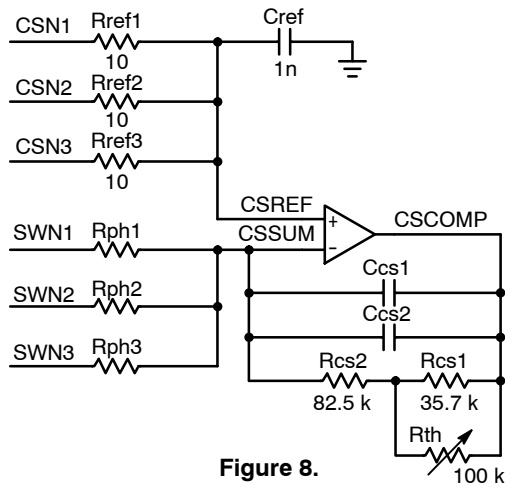 CSN1 Rref1 Cref
10 1n
CSN2 Rref2
10
CSN3 Rref3
10
CSREF
+
CSCOMP
SWN1 Rph1 CSSUM
−
Ccs1
SWN2 Rph2
Ccs2
SWN3 Rph3
Rcs2 Rcs1
82.5 k 35.7 k
Rth
100 k
Figure 8.